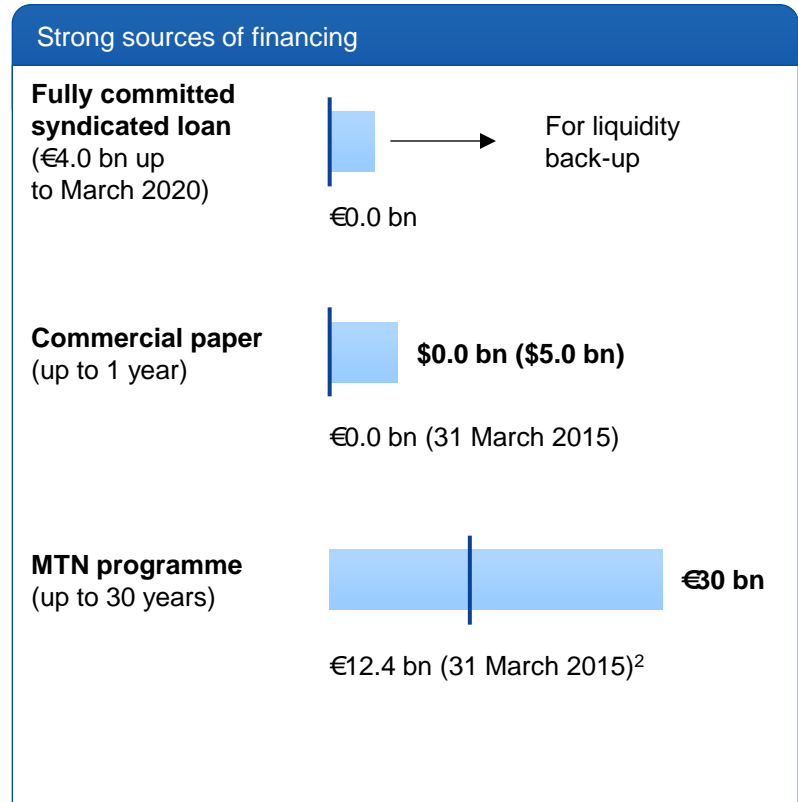 Strong sources of financing
Fully committed
syndicated loan
(€4.0 bn up
to March 2020)
For liquidity
back-up
€0.0 bn
Commercial paper
(up to 1 year)
$0.0 bn ($5.0 bn)
€0.0 bn (31 March 2015)
MTN programme
(up to 30 years)
€30 bn
€12.4 bn (31 March 2015)²